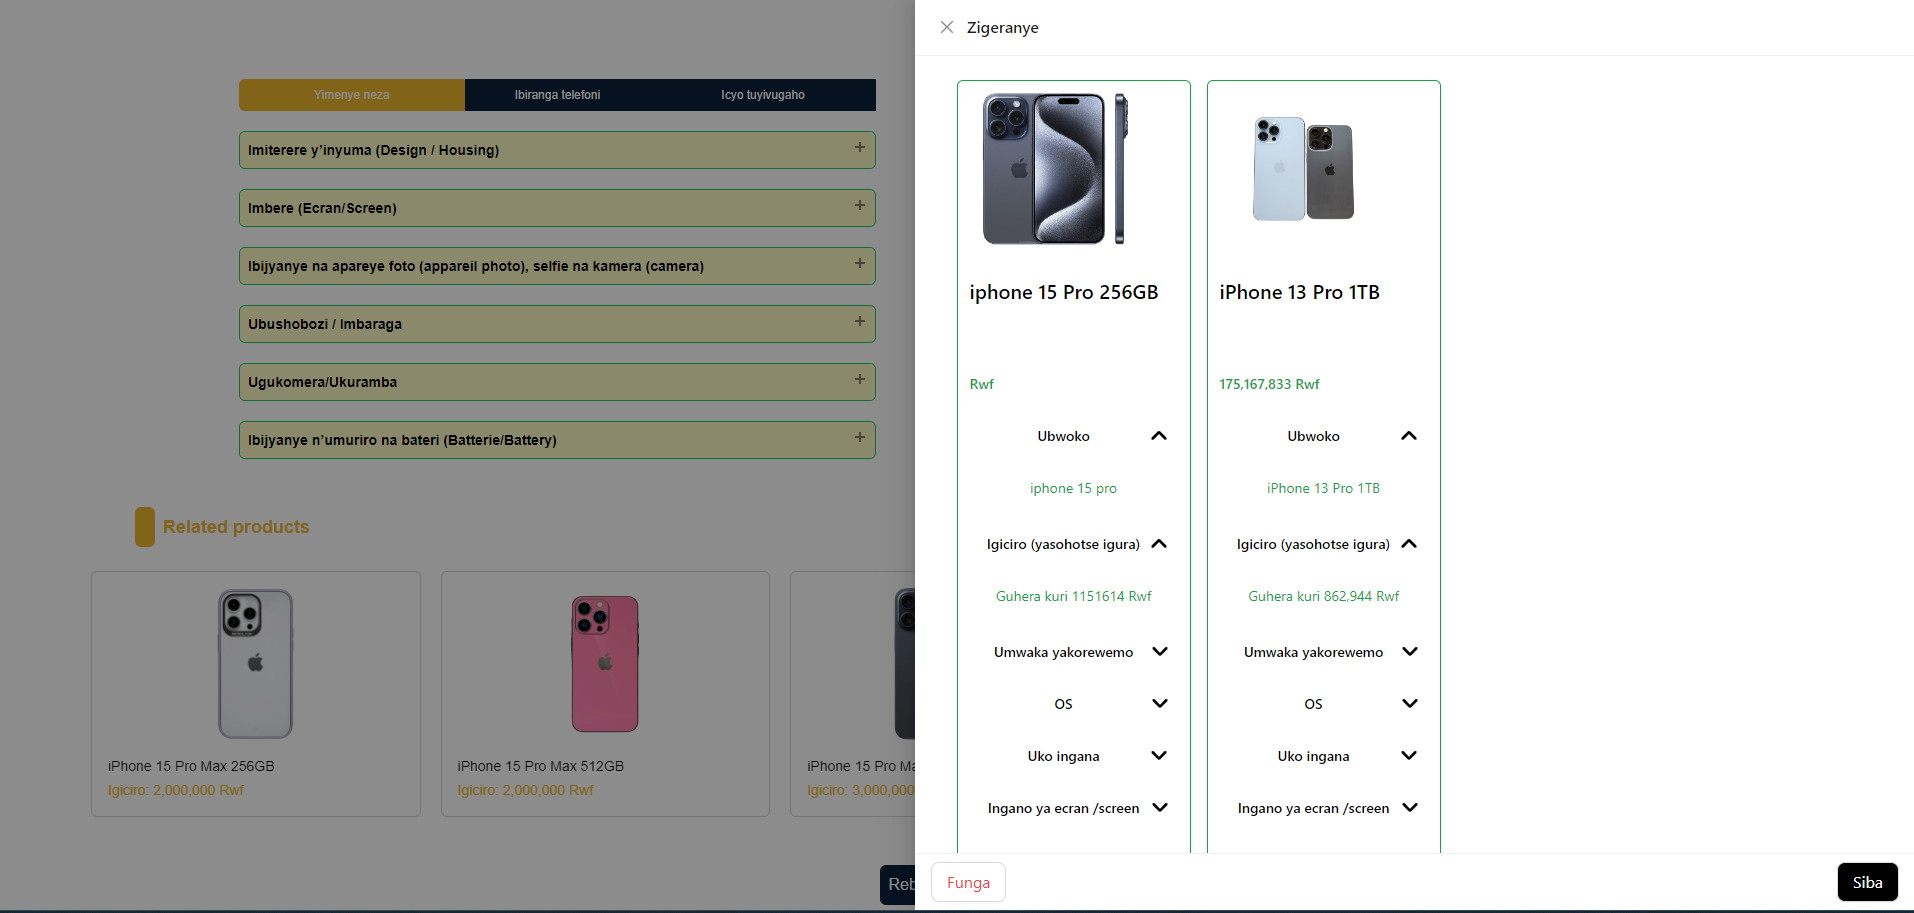 Yimenye neza
Ibiranga telefoni
Icyo tuyivugaho
Imiterere y’inyuma (Design / Housing)
Imbere (Ecran/Screen)
Ibijyanye na apareye foto (appareil photo), selfie na kamera (camera)
Ubushobozi / Imbaraga
Ugukomera/Ukuramba
Ibijyanye n’umuriro na bateri (Batterie/Battery)
Related products
iPhone 15 Pro Max 256GB
Igiciro: 2,000,000 Rwf
iPhone 15 Pro Max 512GB
Igiciro: 2,000,000 Rwf
iPhone 15 Pro Ma
Igiciro: 3,000,000
Reb
Zigeranye
iphone 15 Pro 256GB
Rwf
Ubwoko
iphone 15 pro
Igiciro (yasohotse igura)
Guhera kuri 1151614 Rwf
Umwaka yakorewemo
OS
Uko ingana
Ingano ya ecran /screen
iPhone 13 Pro 1TB
175,167,833 Rwf
Ubwoko
iPhone 13 Pro 1TB
Igiciro (yasohotse igura)
Guhera kuri 862,944 Rwf
Umwaka yakorewemo
OS
Uko ingana
Ingano ya ecran /screen
Funga
Siba